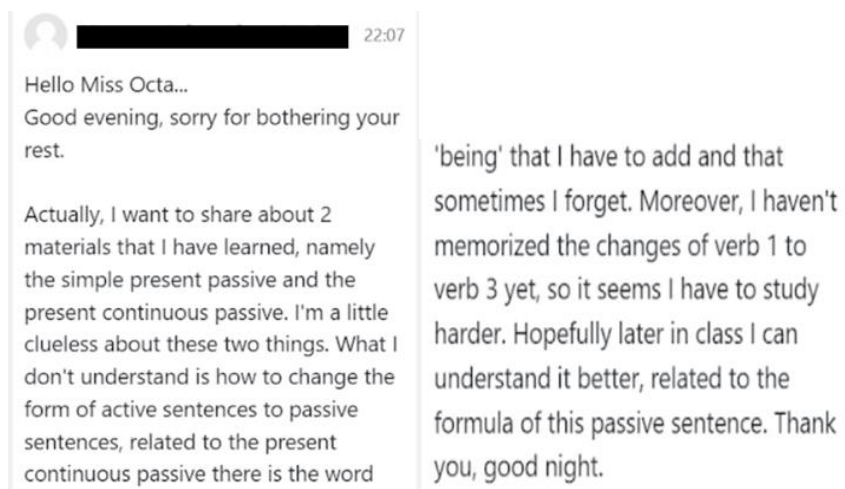 22:07
Hello Miss Octa...
Good evening, sorry for bothering your
rest.
Actually, I want to share about 2
materials that I have learned, namely
the simple present passive and the
present continuous passive. I'm a little
clueless about these two things. What I
don't understand is how to change the
form of active sentences to passive
sentences, related to the present
continuous passive there is the word
'being' that I have to add and that
sometimes I forget. Moreover, I haven't
memorized the changes of verb 1 to
verb 3 yet, so it seems I have to study
harder. Hopefully later in class I can
understand it better, related to the
formula of this passive sentence. Thank
you, good night.